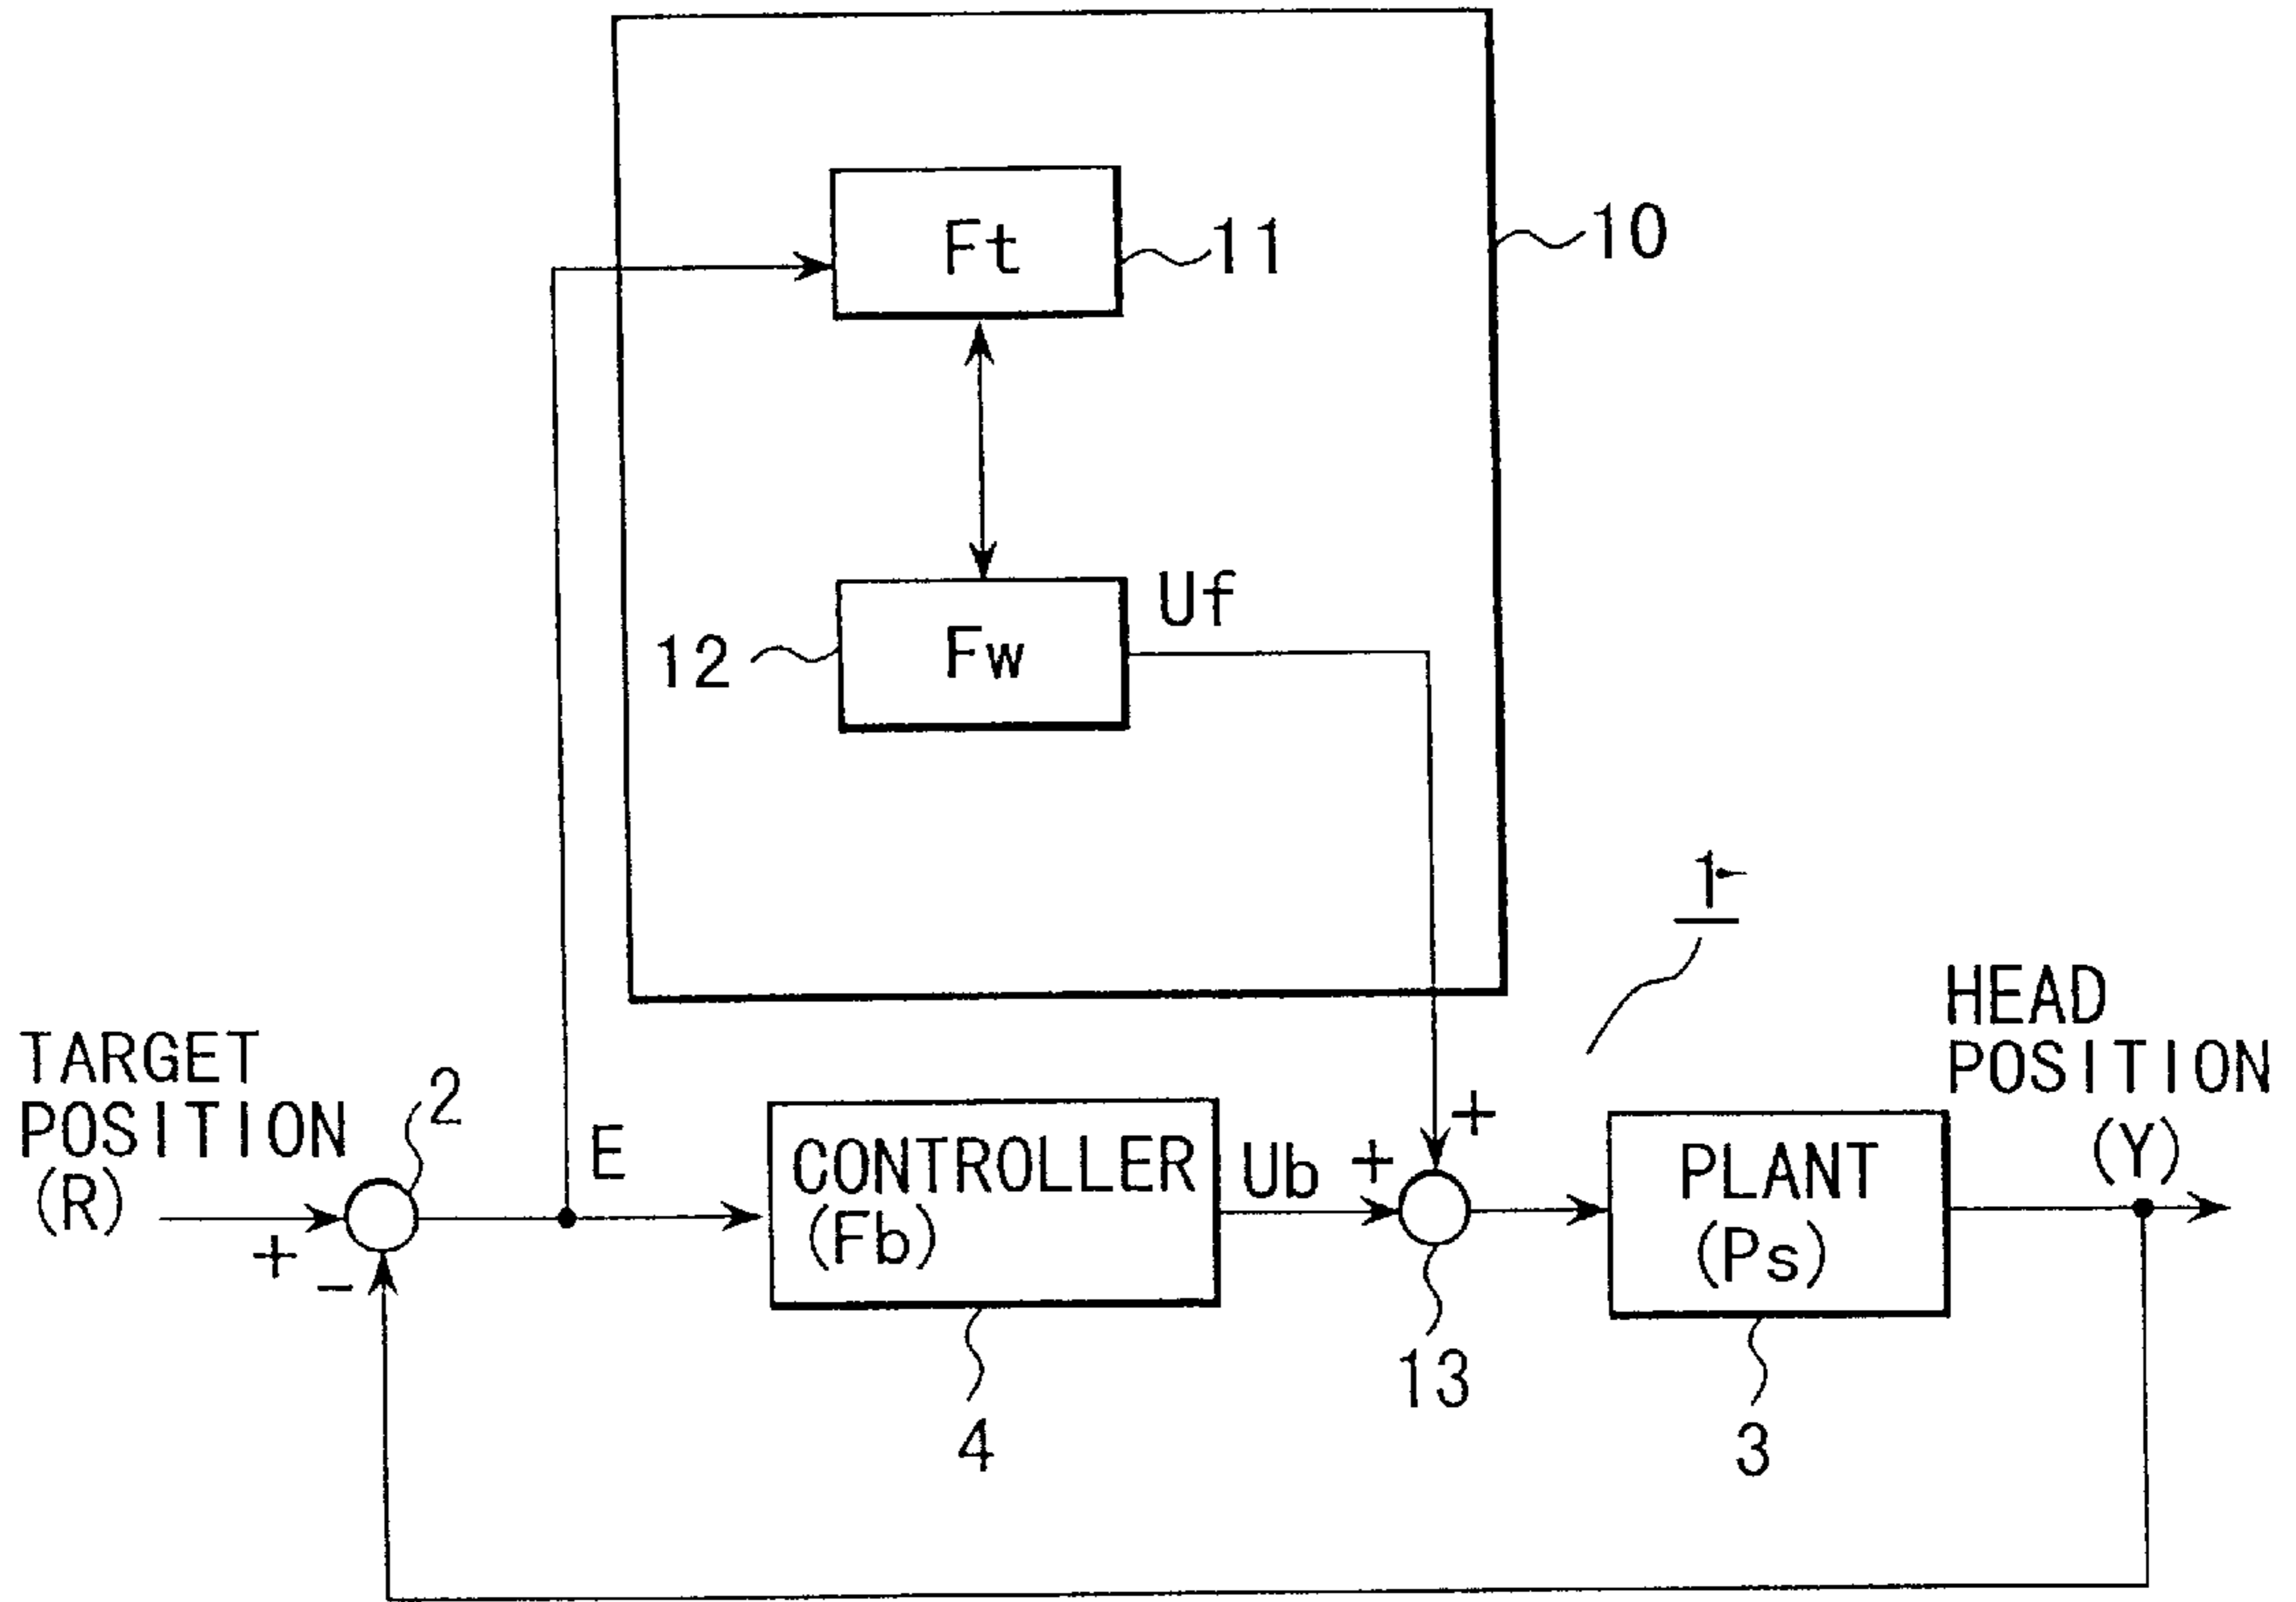 Ft
11
10
Uf
12
Fw
1
HEAD
POSITION
(Y)
TARGET
POSITION
(R)
2
E
+
-
CONTROLLER
(Fb)
Ub
+
+
PLANT
(Ps)
4
13
3